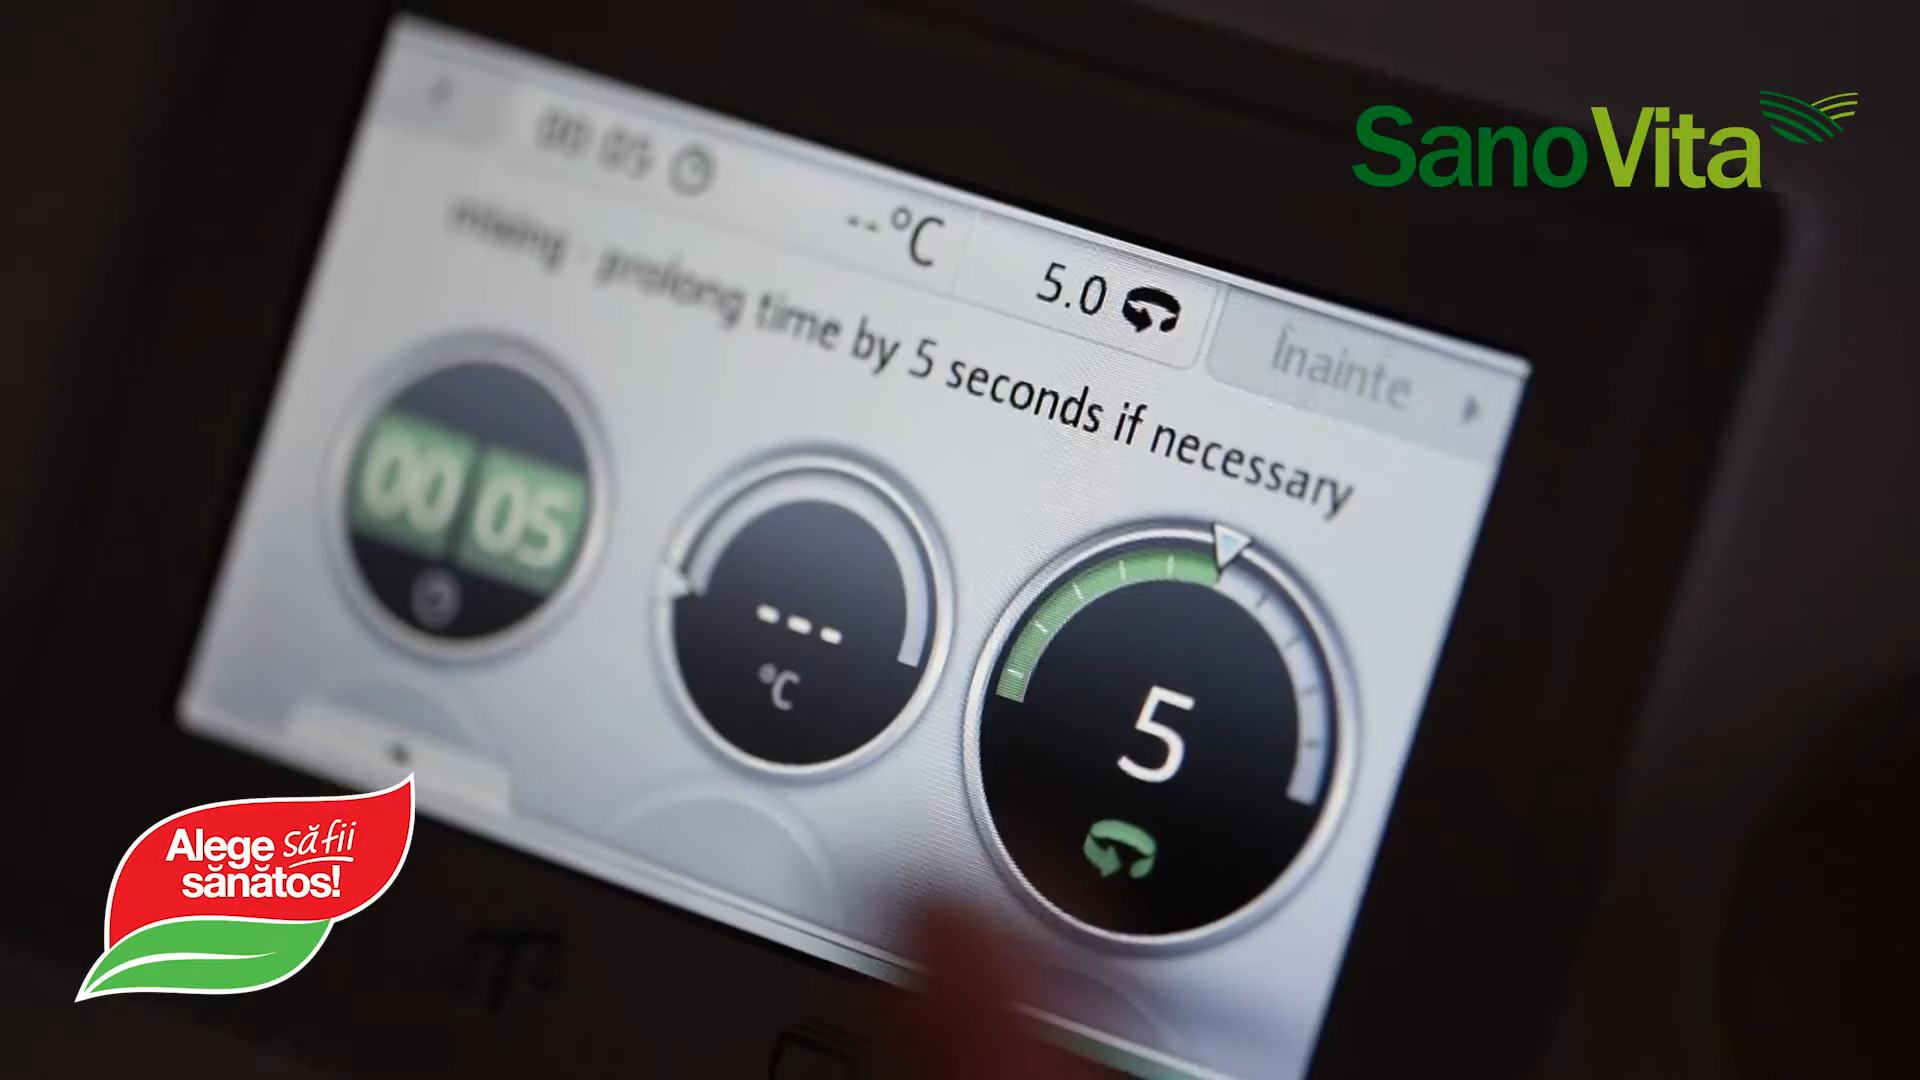 SanoVita
00 05
--°C
5.0
Înainte
mixing - prolong time by 5 seconds if necessary
00 05
---
°C
5
Alege să fii
sănătos!